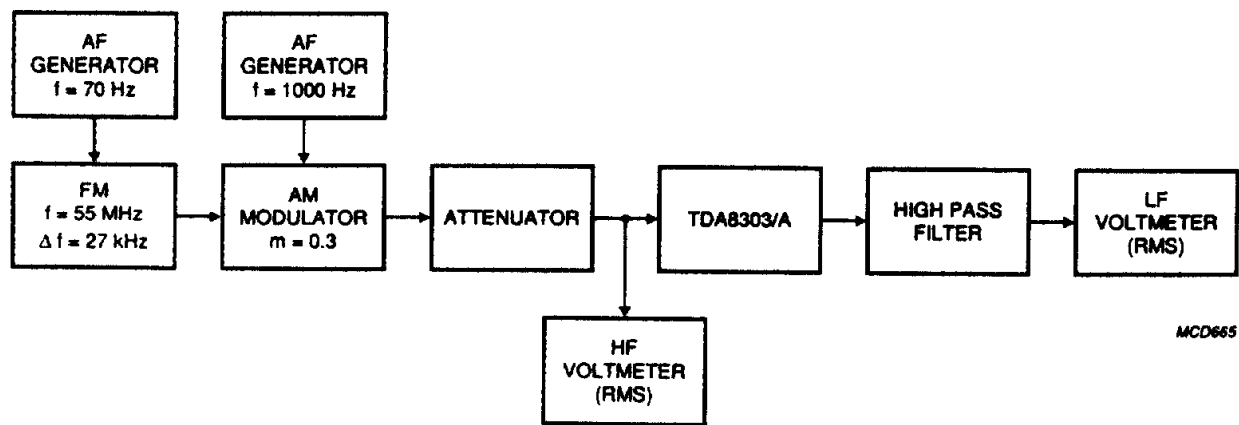 AF
GENERATOR
f = 70 Hz
AF
GENERATOR
f = 1000 Hz
FM
f = 55 MHz
Δ f = 27 kHz
AM
MODULATOR
m = 0.3
ATTENUATOR
TDA8303/A
HIGH PASS
FILTER
LF
VOLTMETER
(RMS)
HF
VOLTMETER
(RMS)
MCD665